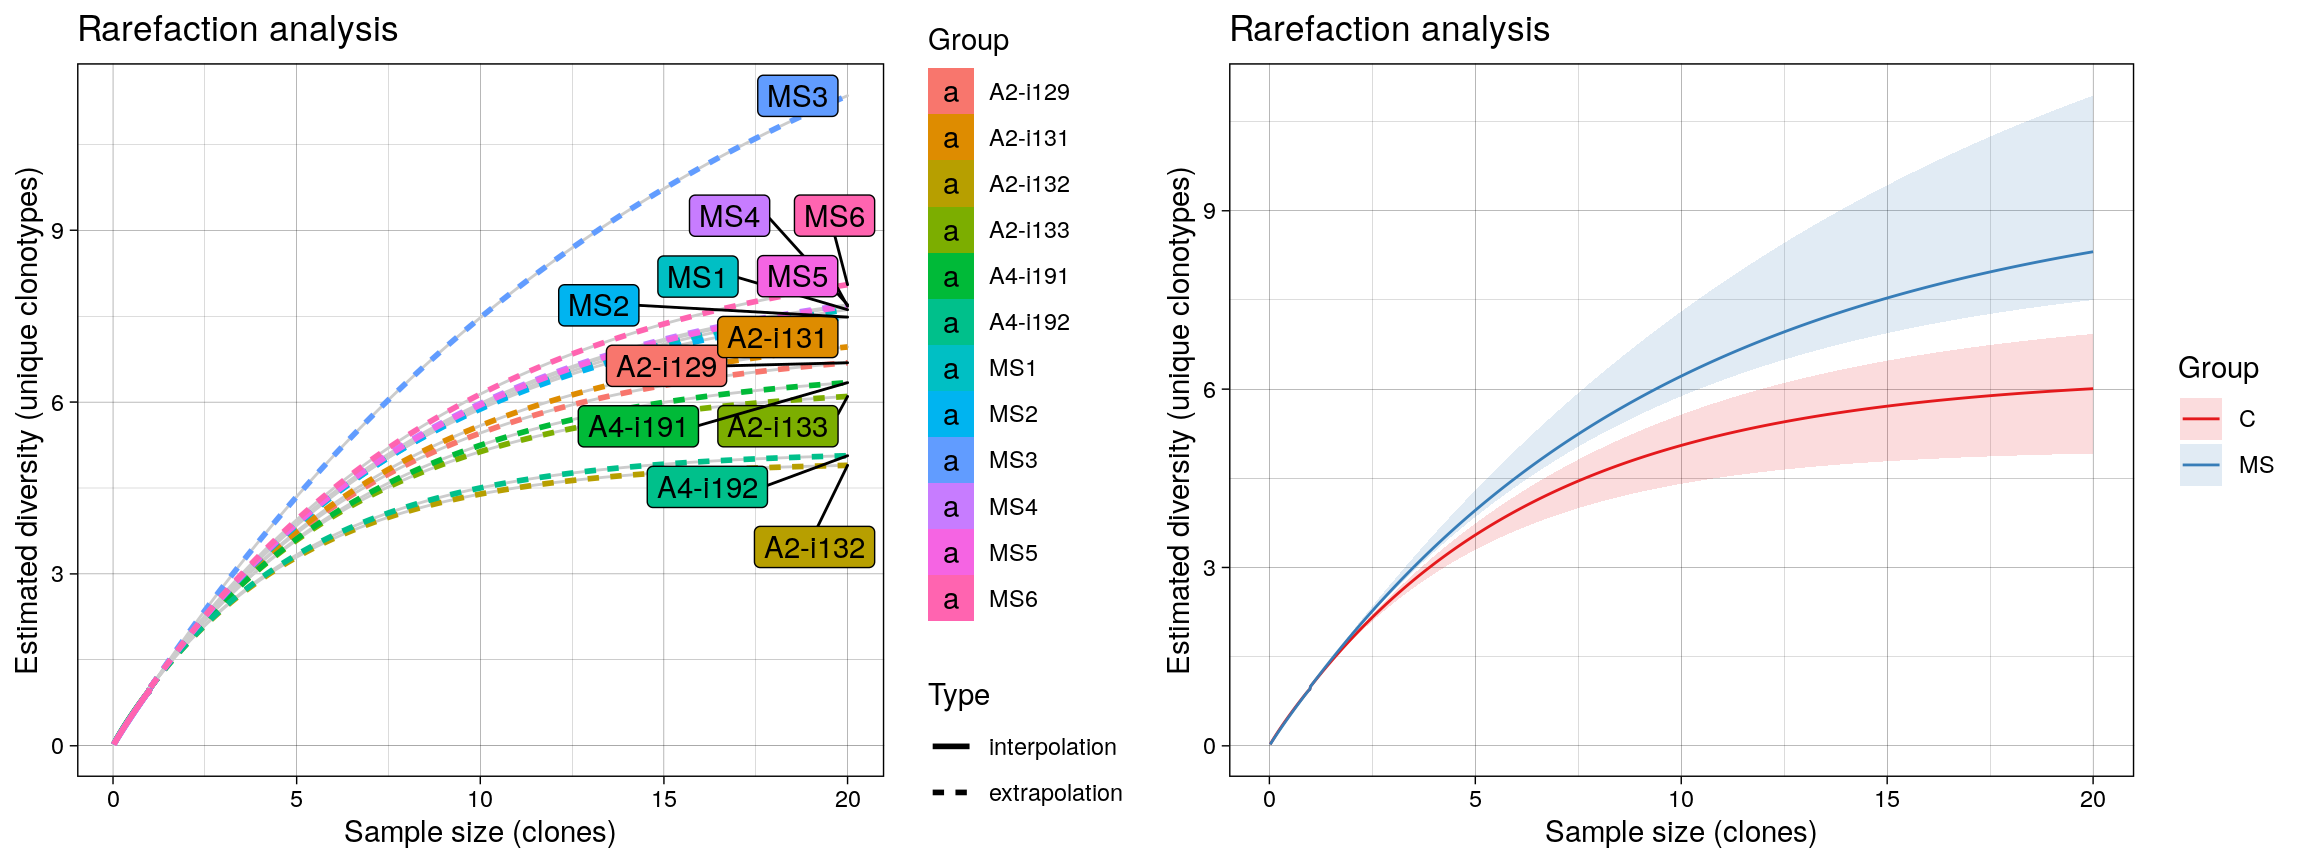 Rarefaction analysis
Estimated diversity (unique clonotypes)
9
6
3
0
0 5 10 15 20
Sample size (clones)
MS3
MS4
MS6
MS1
MS5
MS2
A2-i131
A2-i129
A4-i191
A2-i133
A4-i192
A2-i132
Group
a A2-i129
a A2-i131
a A2-i132
a A2-i133
a A4-i191
a A4-i192
a MS1
a MS2
a MS3
a MS4
a MS5
a MS6
Type
interpolation
extrapolation
Rarefaction analysis
Estimated diversity (unique clonotypes)
9
6
3
0
0 5 10 15 20
Sample size (clones)
Group
C
MS